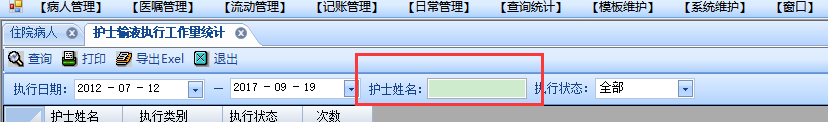 【病人管理】 【医嘱管理】 【流动管理】 【记账管理】 【日常管理】 【查询统计】 【模板维护】 【系统维护】 【窗口】
住院病人 护士输液执行工作量统计
查询 打印 导出Exel 退出
执行日期: 2012 - 07 - 12 — 2017 - 09 - 19 护士姓名: 执行状态: 全部
护士姓名 执行类别 执行状态 次数